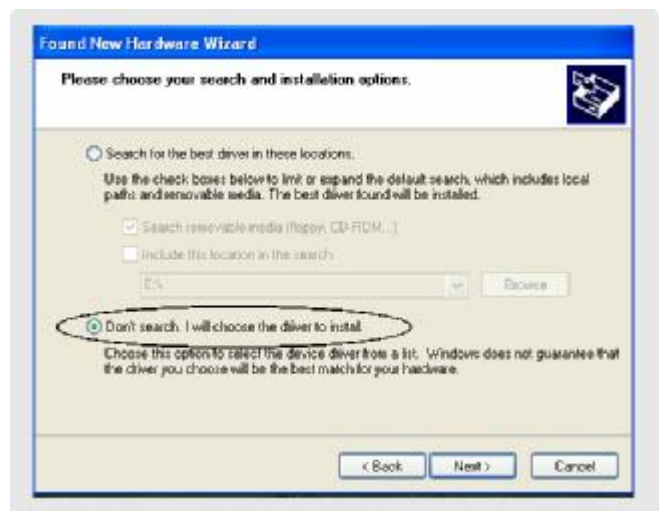 Found New Hardware Wizard
Please choose your search and installation options.
Search for the best driver in these locations.
Use the check boxes below to limit or expand the default search, which includes local
paths and removable media. The best driver found will be installed.
Search removable media (floppy, CD-ROM...)
Include this location in the search:
E:\
Browse
Don't search. I will choose the driver to install.
Choose this option to select the device driver from a list. Windows does not guarantee that
the driver you choose will be the best match for your hardware.
< Back Next > Cancel